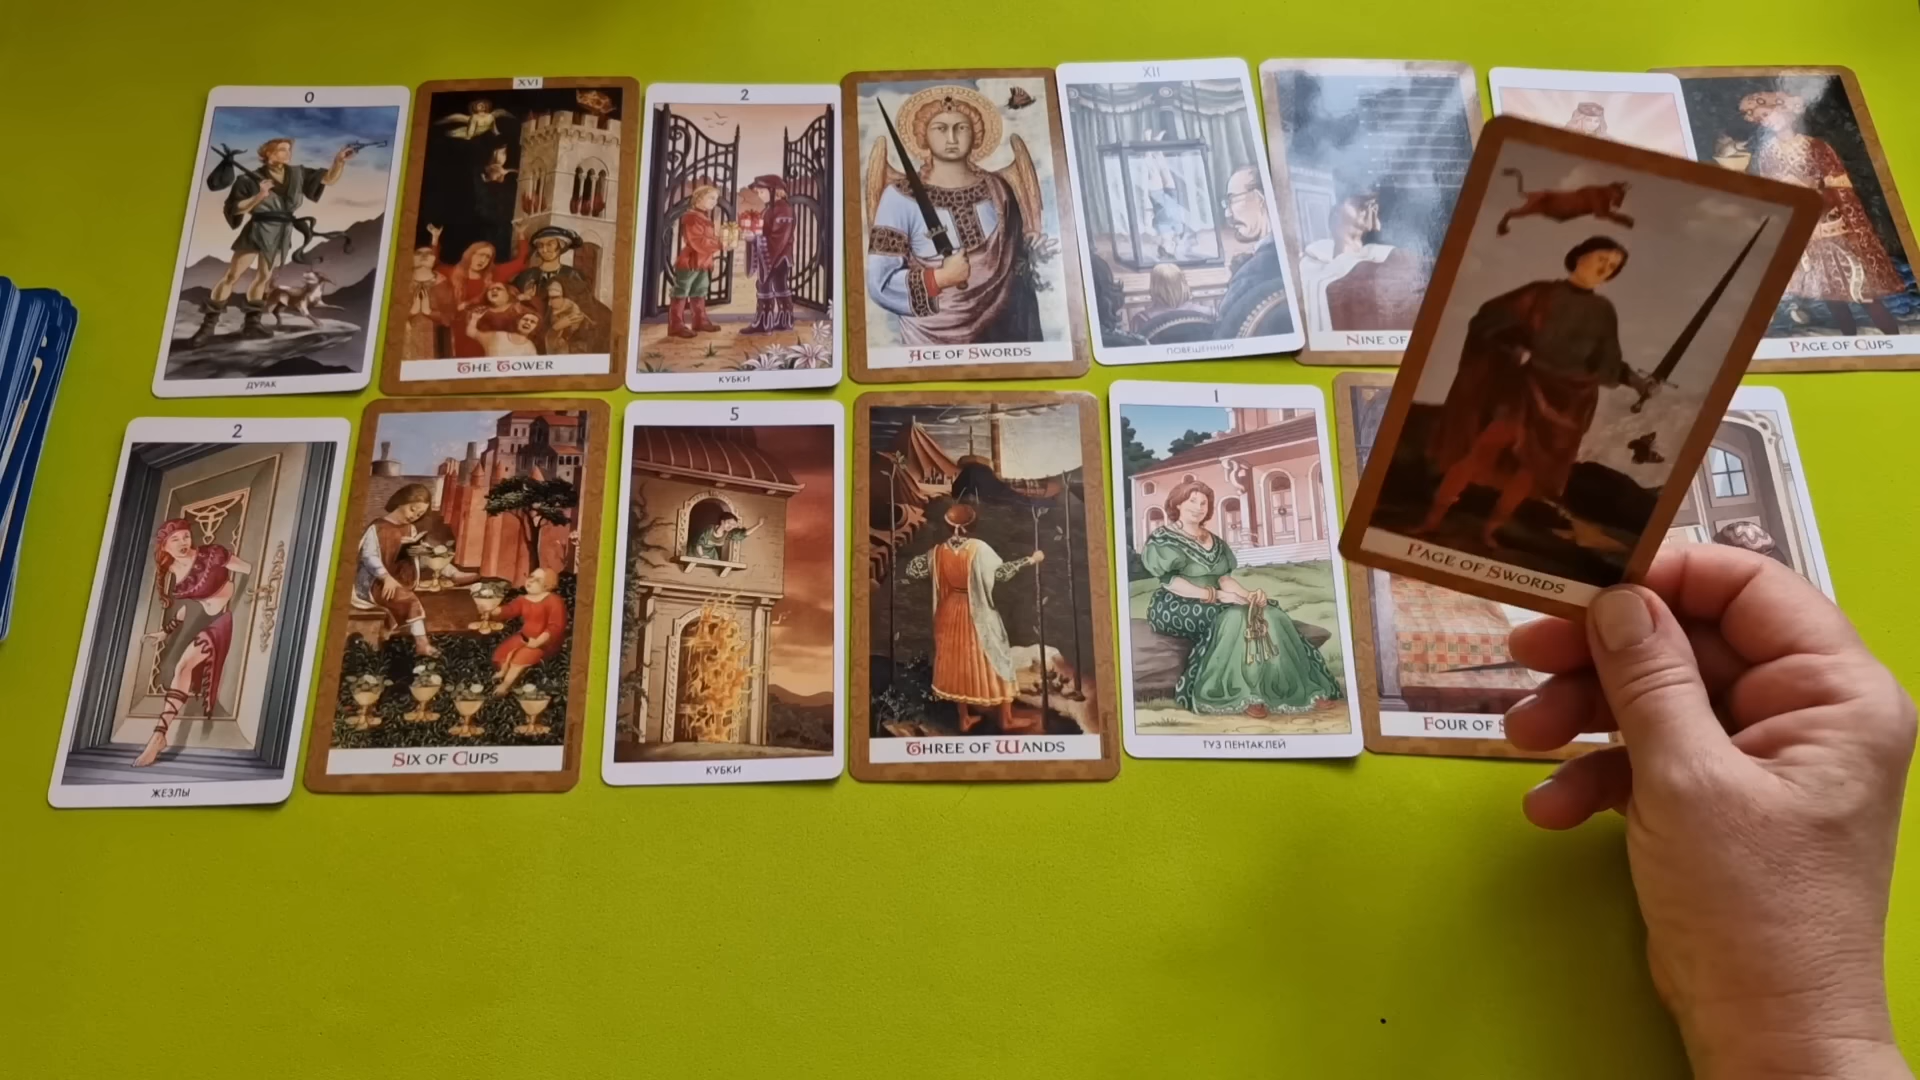 0
ДУРАК
XVI
THE TOWER
2
КУБКИ
ACE OF SWORDS
XII
ПОВЕШЕННЫЙ
NINE OF
PAGE OF CUPS
PAGE OF SWORDS
2
ЖЕЗЛЫ
SIX OF CUPS
5
КУБКИ
THREE OF WANDS
1
ТУЗ ПЕНТАКЛЕЙ
FOUR OF